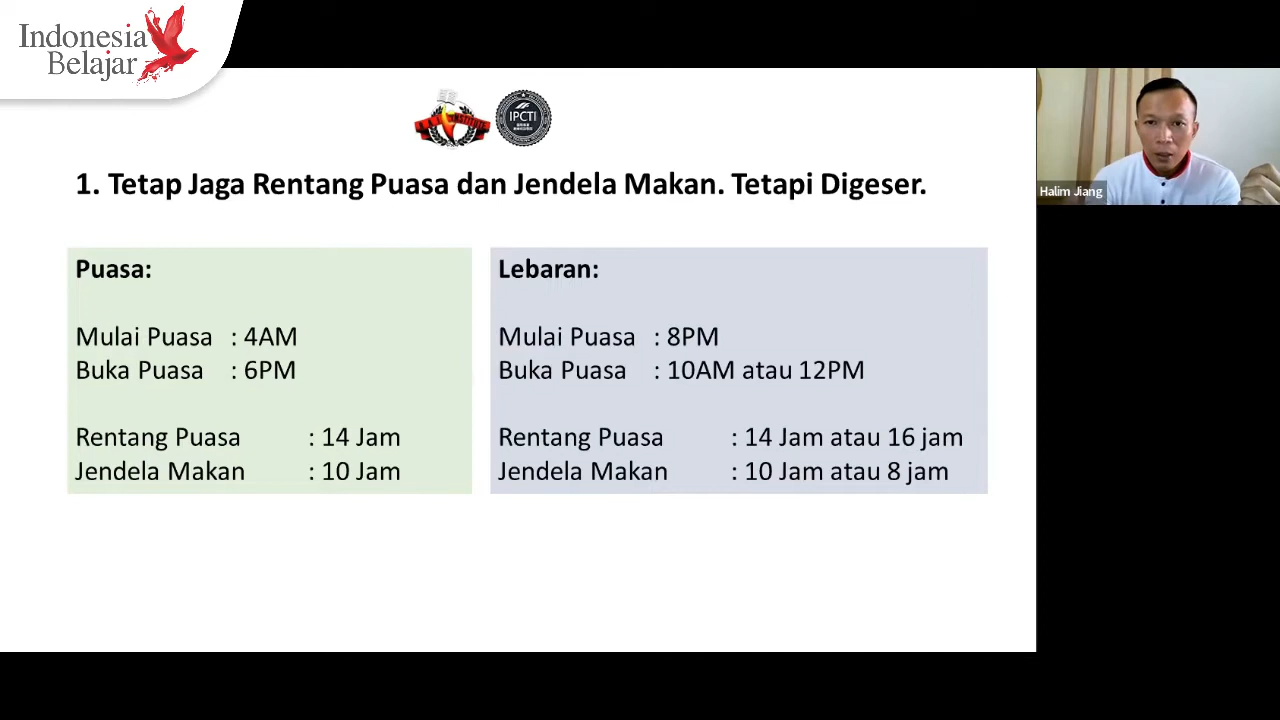 Indonesia
Belajar
IPCTI
1. Tetap Jaga Rentang Puasa dan Jendela Makan. Tetapi Digeser.
Puasa:
Mulai Puasa : 4AM
Buka Puasa : 6PM
Rentang Puasa : 14 Jam
Jendela Makan : 10 Jam
Lebaran:
Mulai Puasa : 8PM
Buka Puasa : 10AM atau 12PM
Rentang Puasa : 14 Jam atau 16 jam
Jendela Makan : 10 Jam atau 8 jam
Halim Jiang